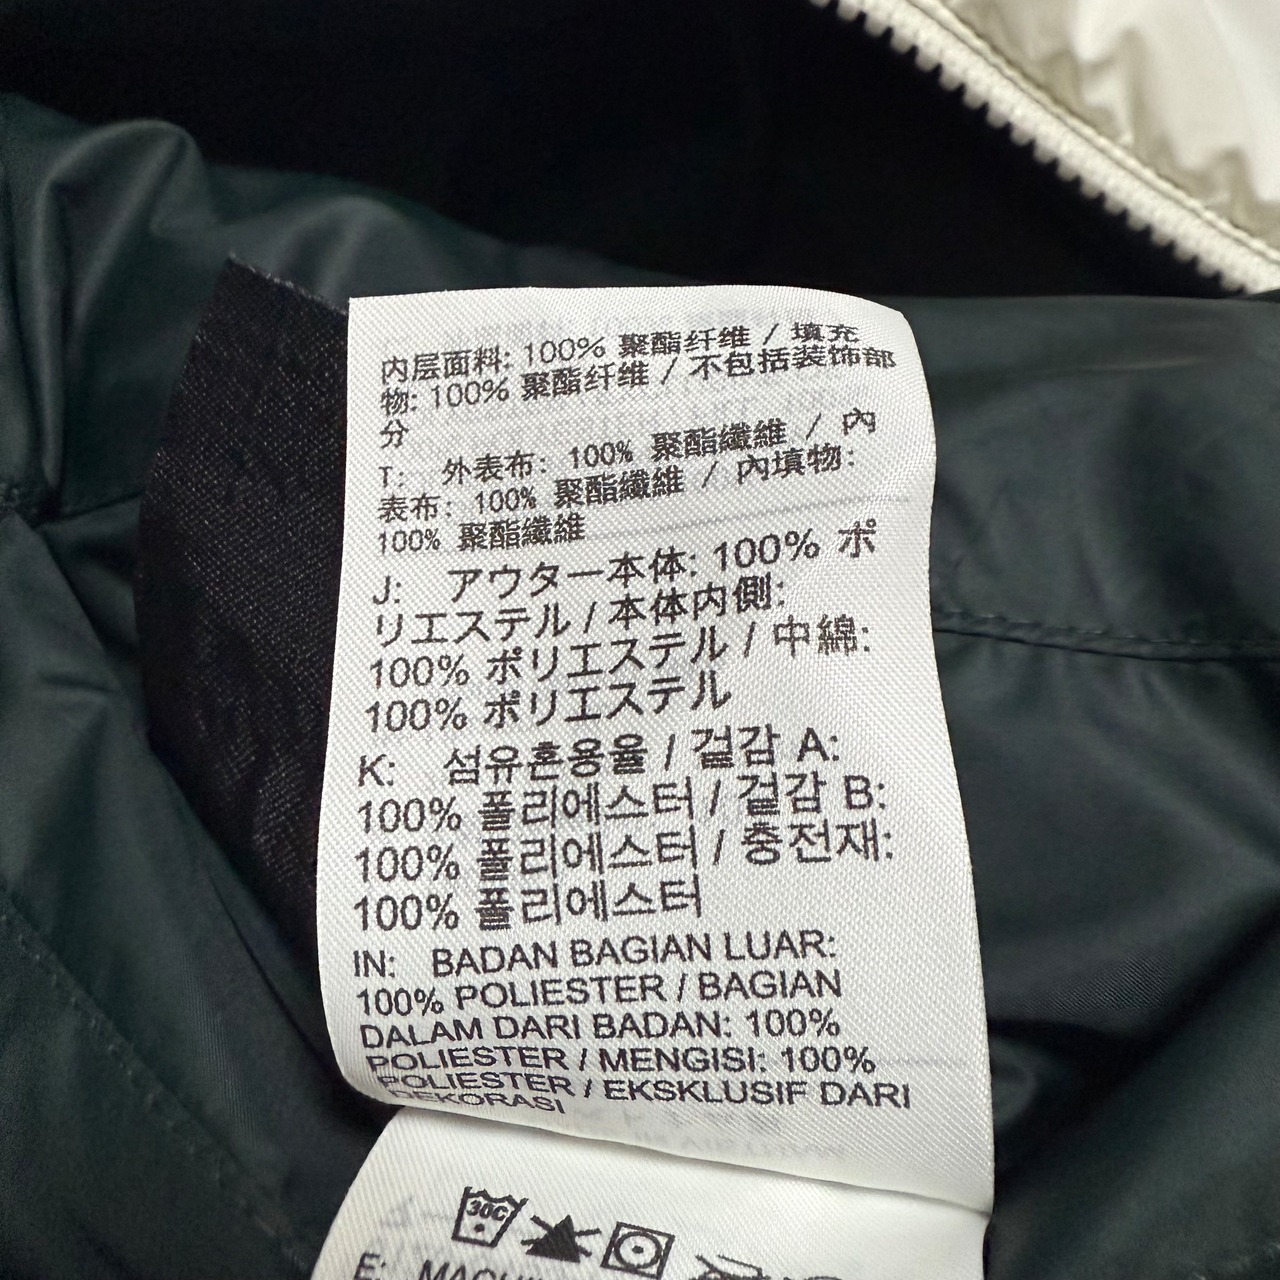 内层面料: 100% 聚酯纤维 / 填充
物: 100% 聚酯纤维 / 不包括装饰部
分
T: 外表布: 100% 聚酯纖維 / 內
表布: 100% 聚酯纖維 / 內填物:
100% 聚酯纖維
J: アウター本体: 100% ポ
リエステル / 本体内側:
100% ポリエステル / 中綿:
100% ポリエステル
K: 섬유혼용율 / 겉감 A:
100% 폴리에스터 / 겉감 B:
100% 폴리에스터 / 충전재:
100% 폴리에스터
IN: BADAN BAGIAN LUAR:
100% POLIESTER / BAGIAN
DALAM DARI BADAN: 100%
POLIESTER / MENGISI: 100%
POLIESTER / EKSKLUSIF DARI
DEKORASI
30C
E: